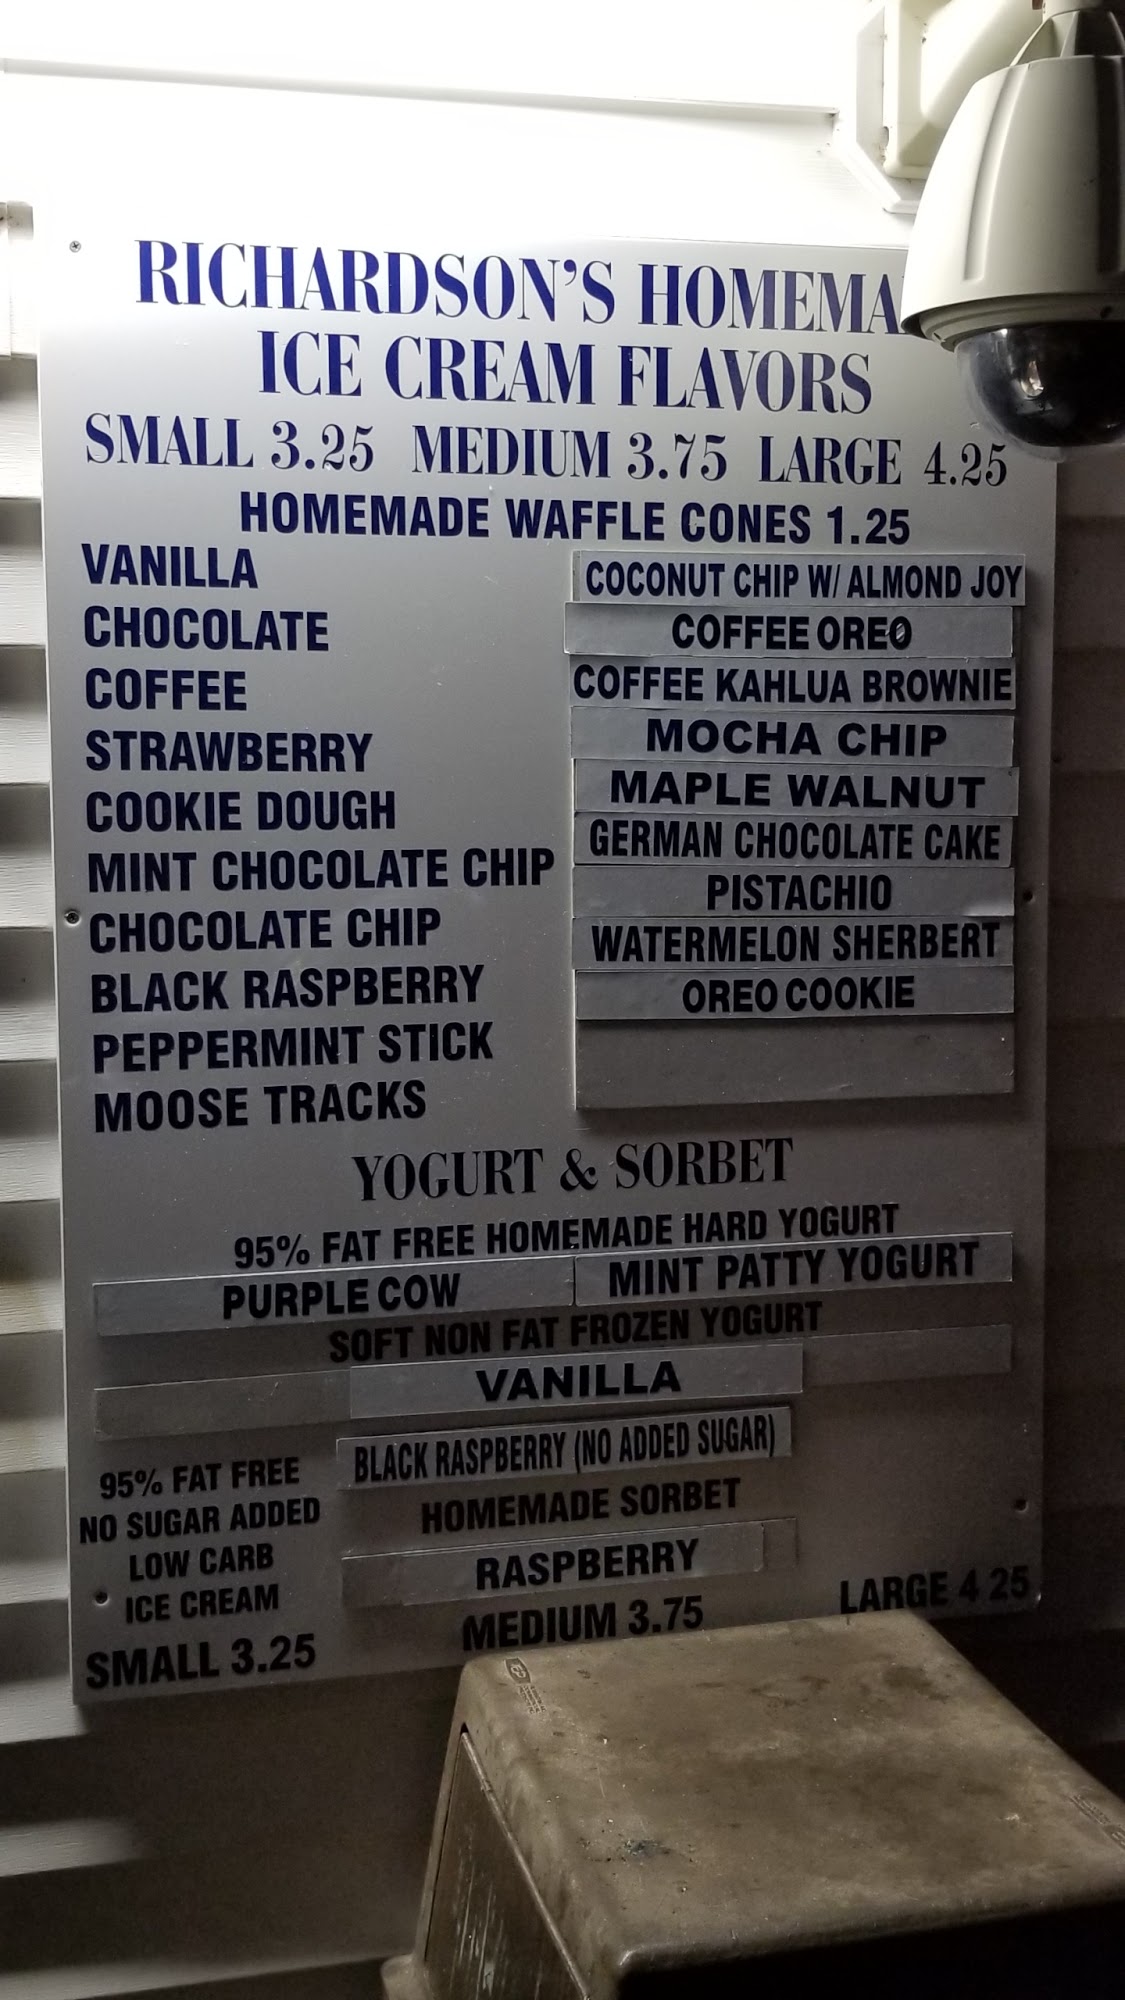 RICHARDSON'S HOMEMA
ICE CREAM FLAVORS
SMALL 3.25 MEDIUM 3.75 LARGE 4.25
HOMEMADE WAFFLE CONES 1.25
VANILLA
CHOCOLATE
COFFEE
STRAWBERRY
COOKIE DOUGH
MINT CHOCOLATE CHIP
CHOCOLATE CHIP
BLACK RASPBERRY
PEPPERMINT STICK
MOOSE TRACKS
COCONUT CHIP W/ ALMOND JOY
COFFEE OREO
COFFEE KAHLUA BROWNIE
MOCHA CHIP
MAPLE WALNUT
GERMAN CHOCOLATE CAKE
PISTACHIO
WATERMELON SHERBERT
OREO COOKIE
YOGURT & SORBET
95% FAT FREE HOMEMADE HARD YOGURT
PURPLE COW MINT PATTY YOGURT
SOFT NON FAT FROZEN YOGURT
VANILLA
BLACK RASPBERRY (NO ADDED SUGAR)
HOMEMADE SORBET
RASPBERRY
95% FAT FREE
NO SUGAR ADDED
LOW CARB
ICE CREAM
SMALL 3.25 MEDIUM 3.75 LARGE 4 25